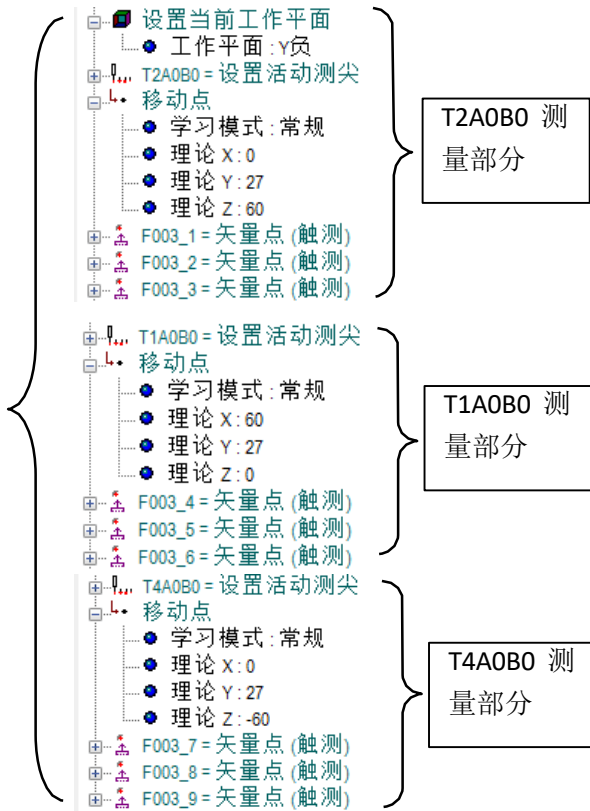 设置当前工作平面
工作平面 : Y负
T2A0B0 = 设置活动测尖
移动点
学习模式 : 常规
理论 X : 0
理论 Y : 27
理论 Z : 60
F003_1 = 矢量点 (触测)
F003_2 = 矢量点 (触测)
F003_3 = 矢量点 (触测)
T2A0B0 测
量部分
T1A0B0 = 设置活动测尖
移动点
学习模式 : 常规
理论 X : 60
理论 Y : 27
理论 Z : 0
F003_4 = 矢量点 (触测)
F003_5 = 矢量点 (触测)
F003_6 = 矢量点 (触测)
T1A0B0 测
量部分
T4A0B0 = 设置活动测尖
移动点
学习模式 : 常规
理论 X : 0
理论 Y : 27
理论 Z : -60
F003_7 = 矢量点 (触测)
F003_8 = 矢量点 (触测)
F003_9 = 矢量点 (触测)
T4A0B0 测
量部分